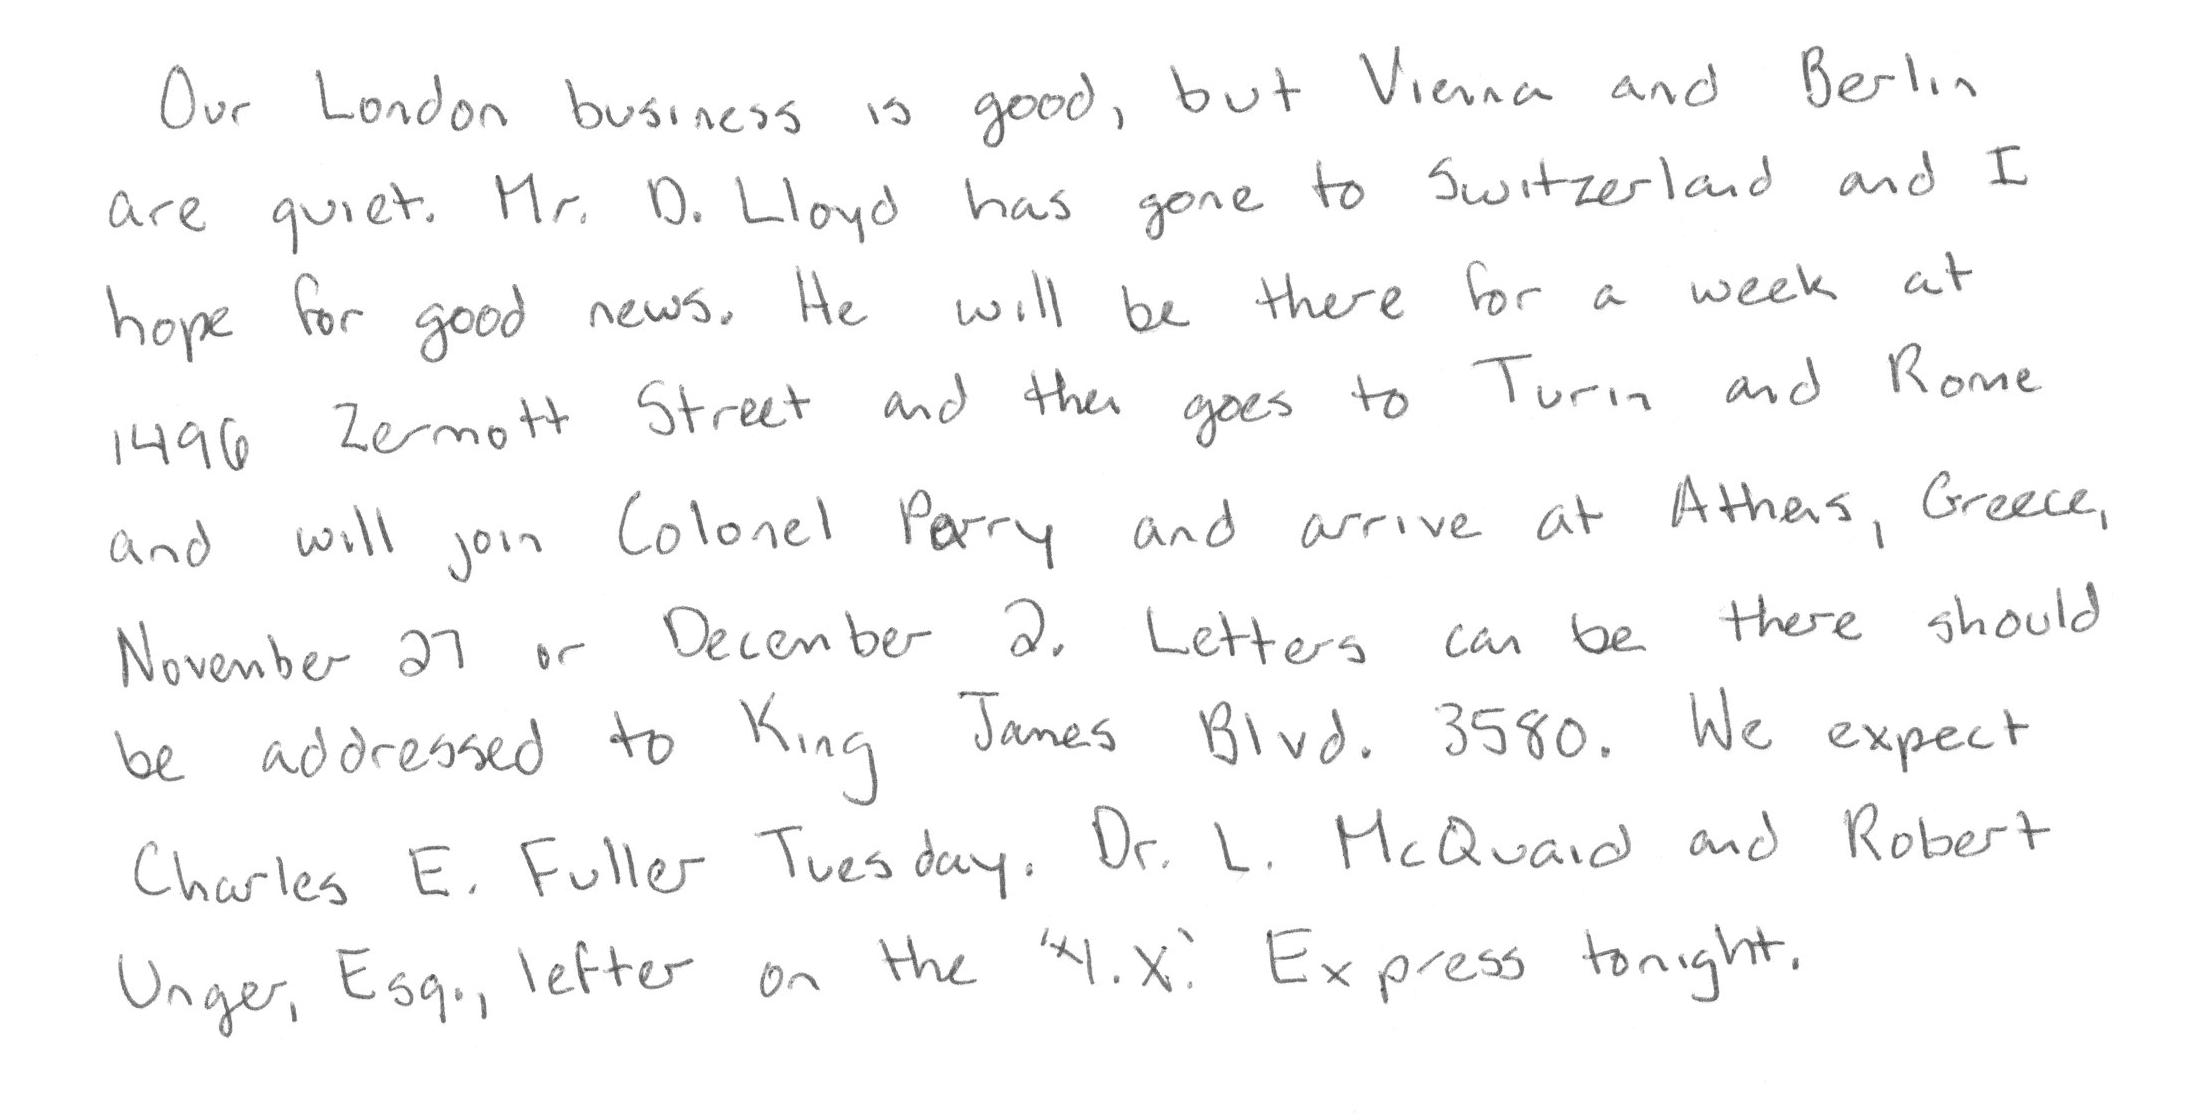 Our London business is good, but Vienna and Berlin
are quiet. Mr. D. Lloyd has gone to Switzerland and I
hope for good news. He will be there for a week at
1496 Zermott Street and then goes to Turin and Rome
and will join Colonel Parry and arrive at Athens, Greece,
November 27 or December 2. Letters can be there should
be addressed to King James Blvd. 3580. We expect
Charles E. Fuller Tuesday. Dr. L. McQuaid and Robert
Unger, Esq., lefter on the "Y.X." Express tonight.